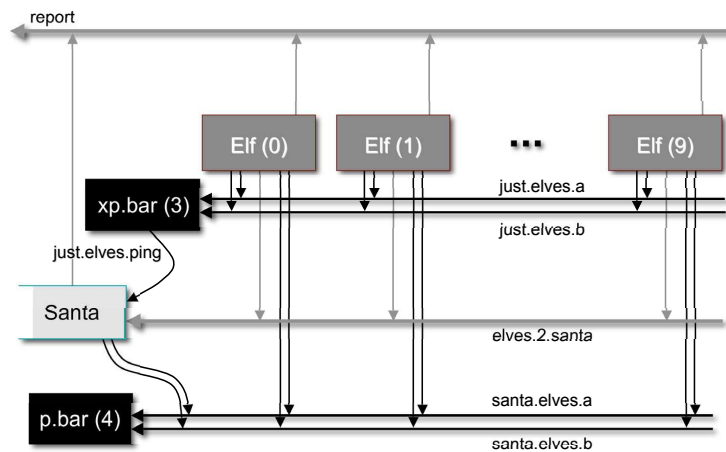 report
Elf (0)
Elf (1)
...
Elf (9)
just.elves.a
xp.bar (3)
just.elves.b
just.elves.ping
Santa
elves.2.santa
santa.elves.a
p.bar (4)
santa.elves.b